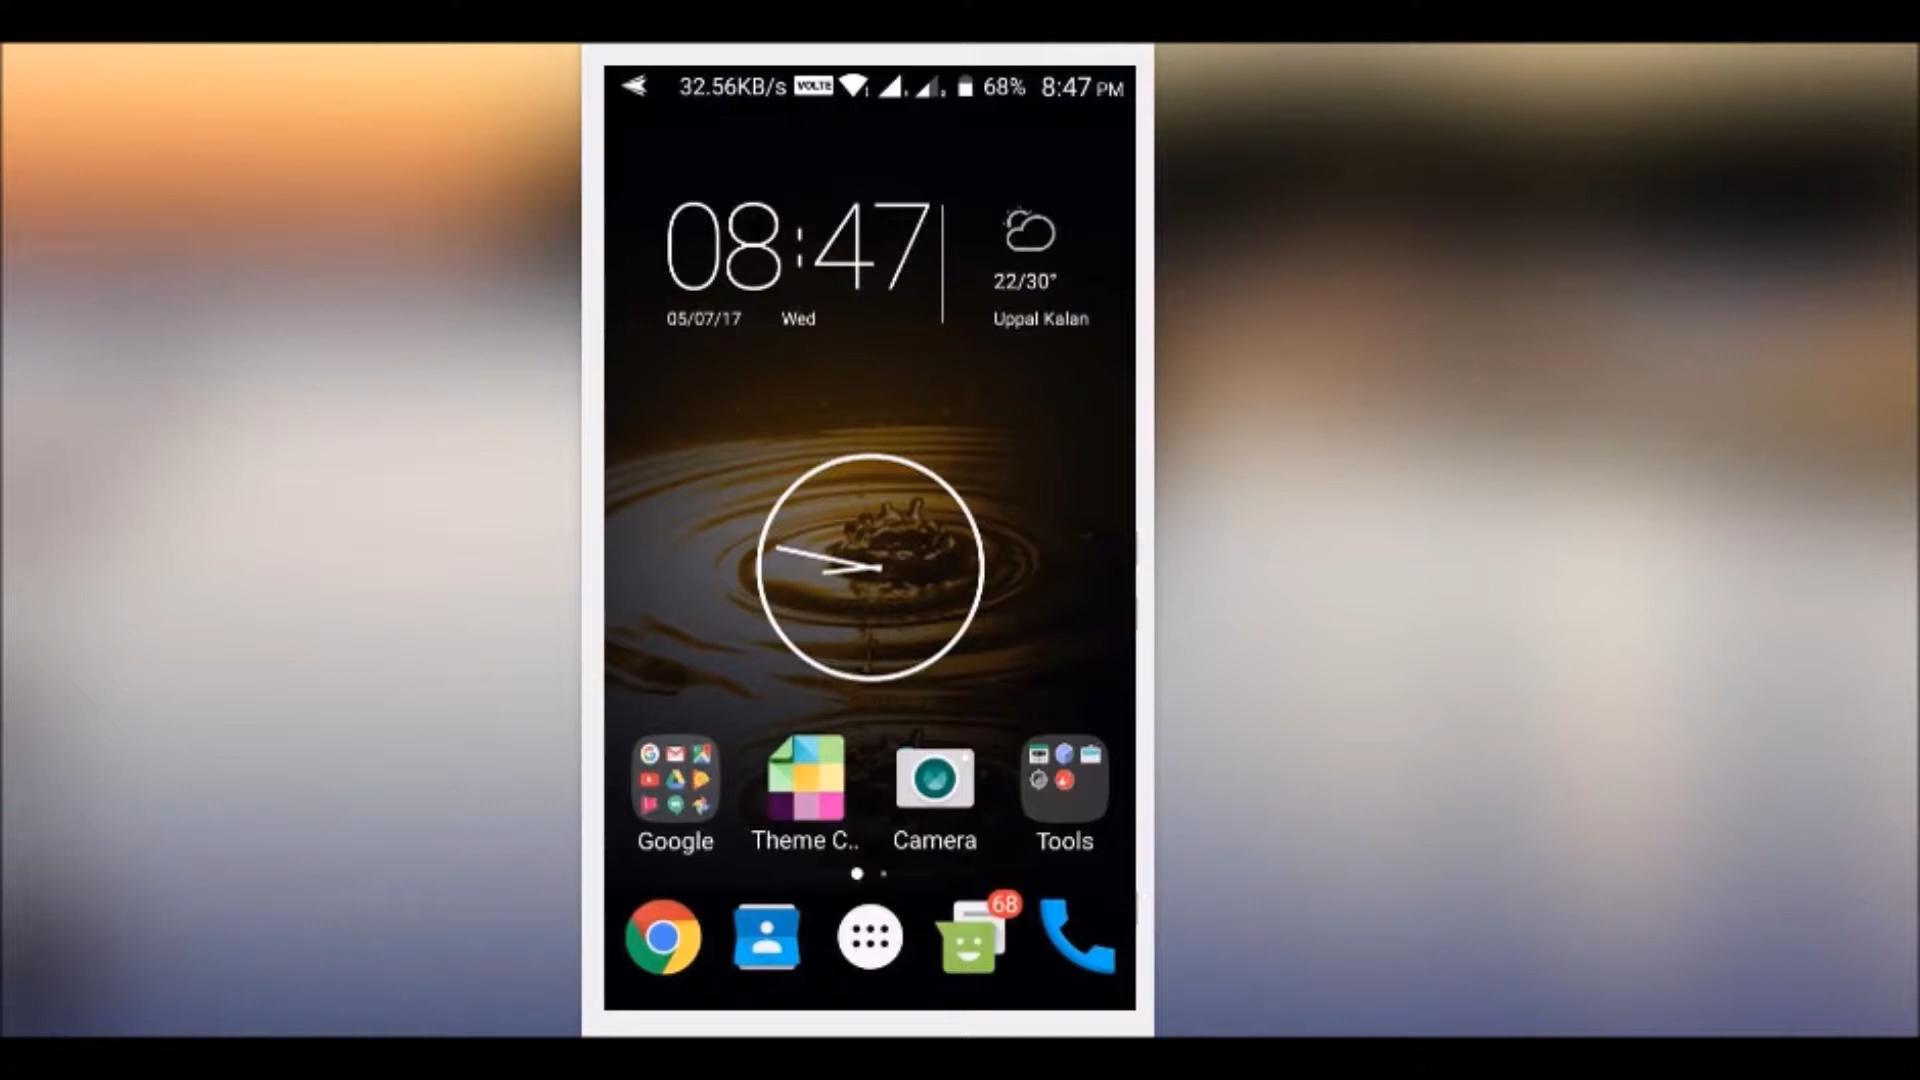 32.56KB/s VOLTE 68% 8:47 PM
08:47
22/30°
05/07/17 Wed
Uppal Kalan
Google Theme C.. Camera Tools
68